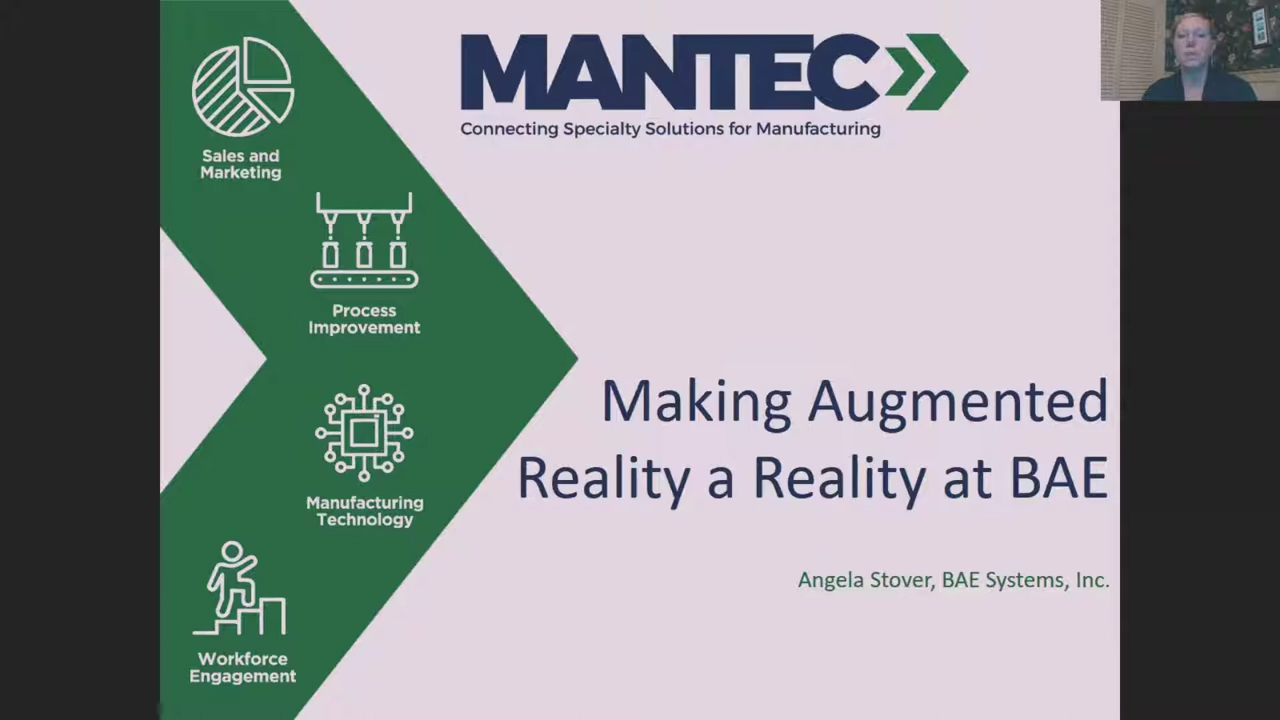 MANTEC
Connecting Specialty Solutions for Manufacturing
Sales and
Marketing
Process
Improvement
Manufacturing
Technology
Workforce
Engagement
Making Augmented
Reality a Reality at BAE
Angela Stover, BAE Systems, Inc.